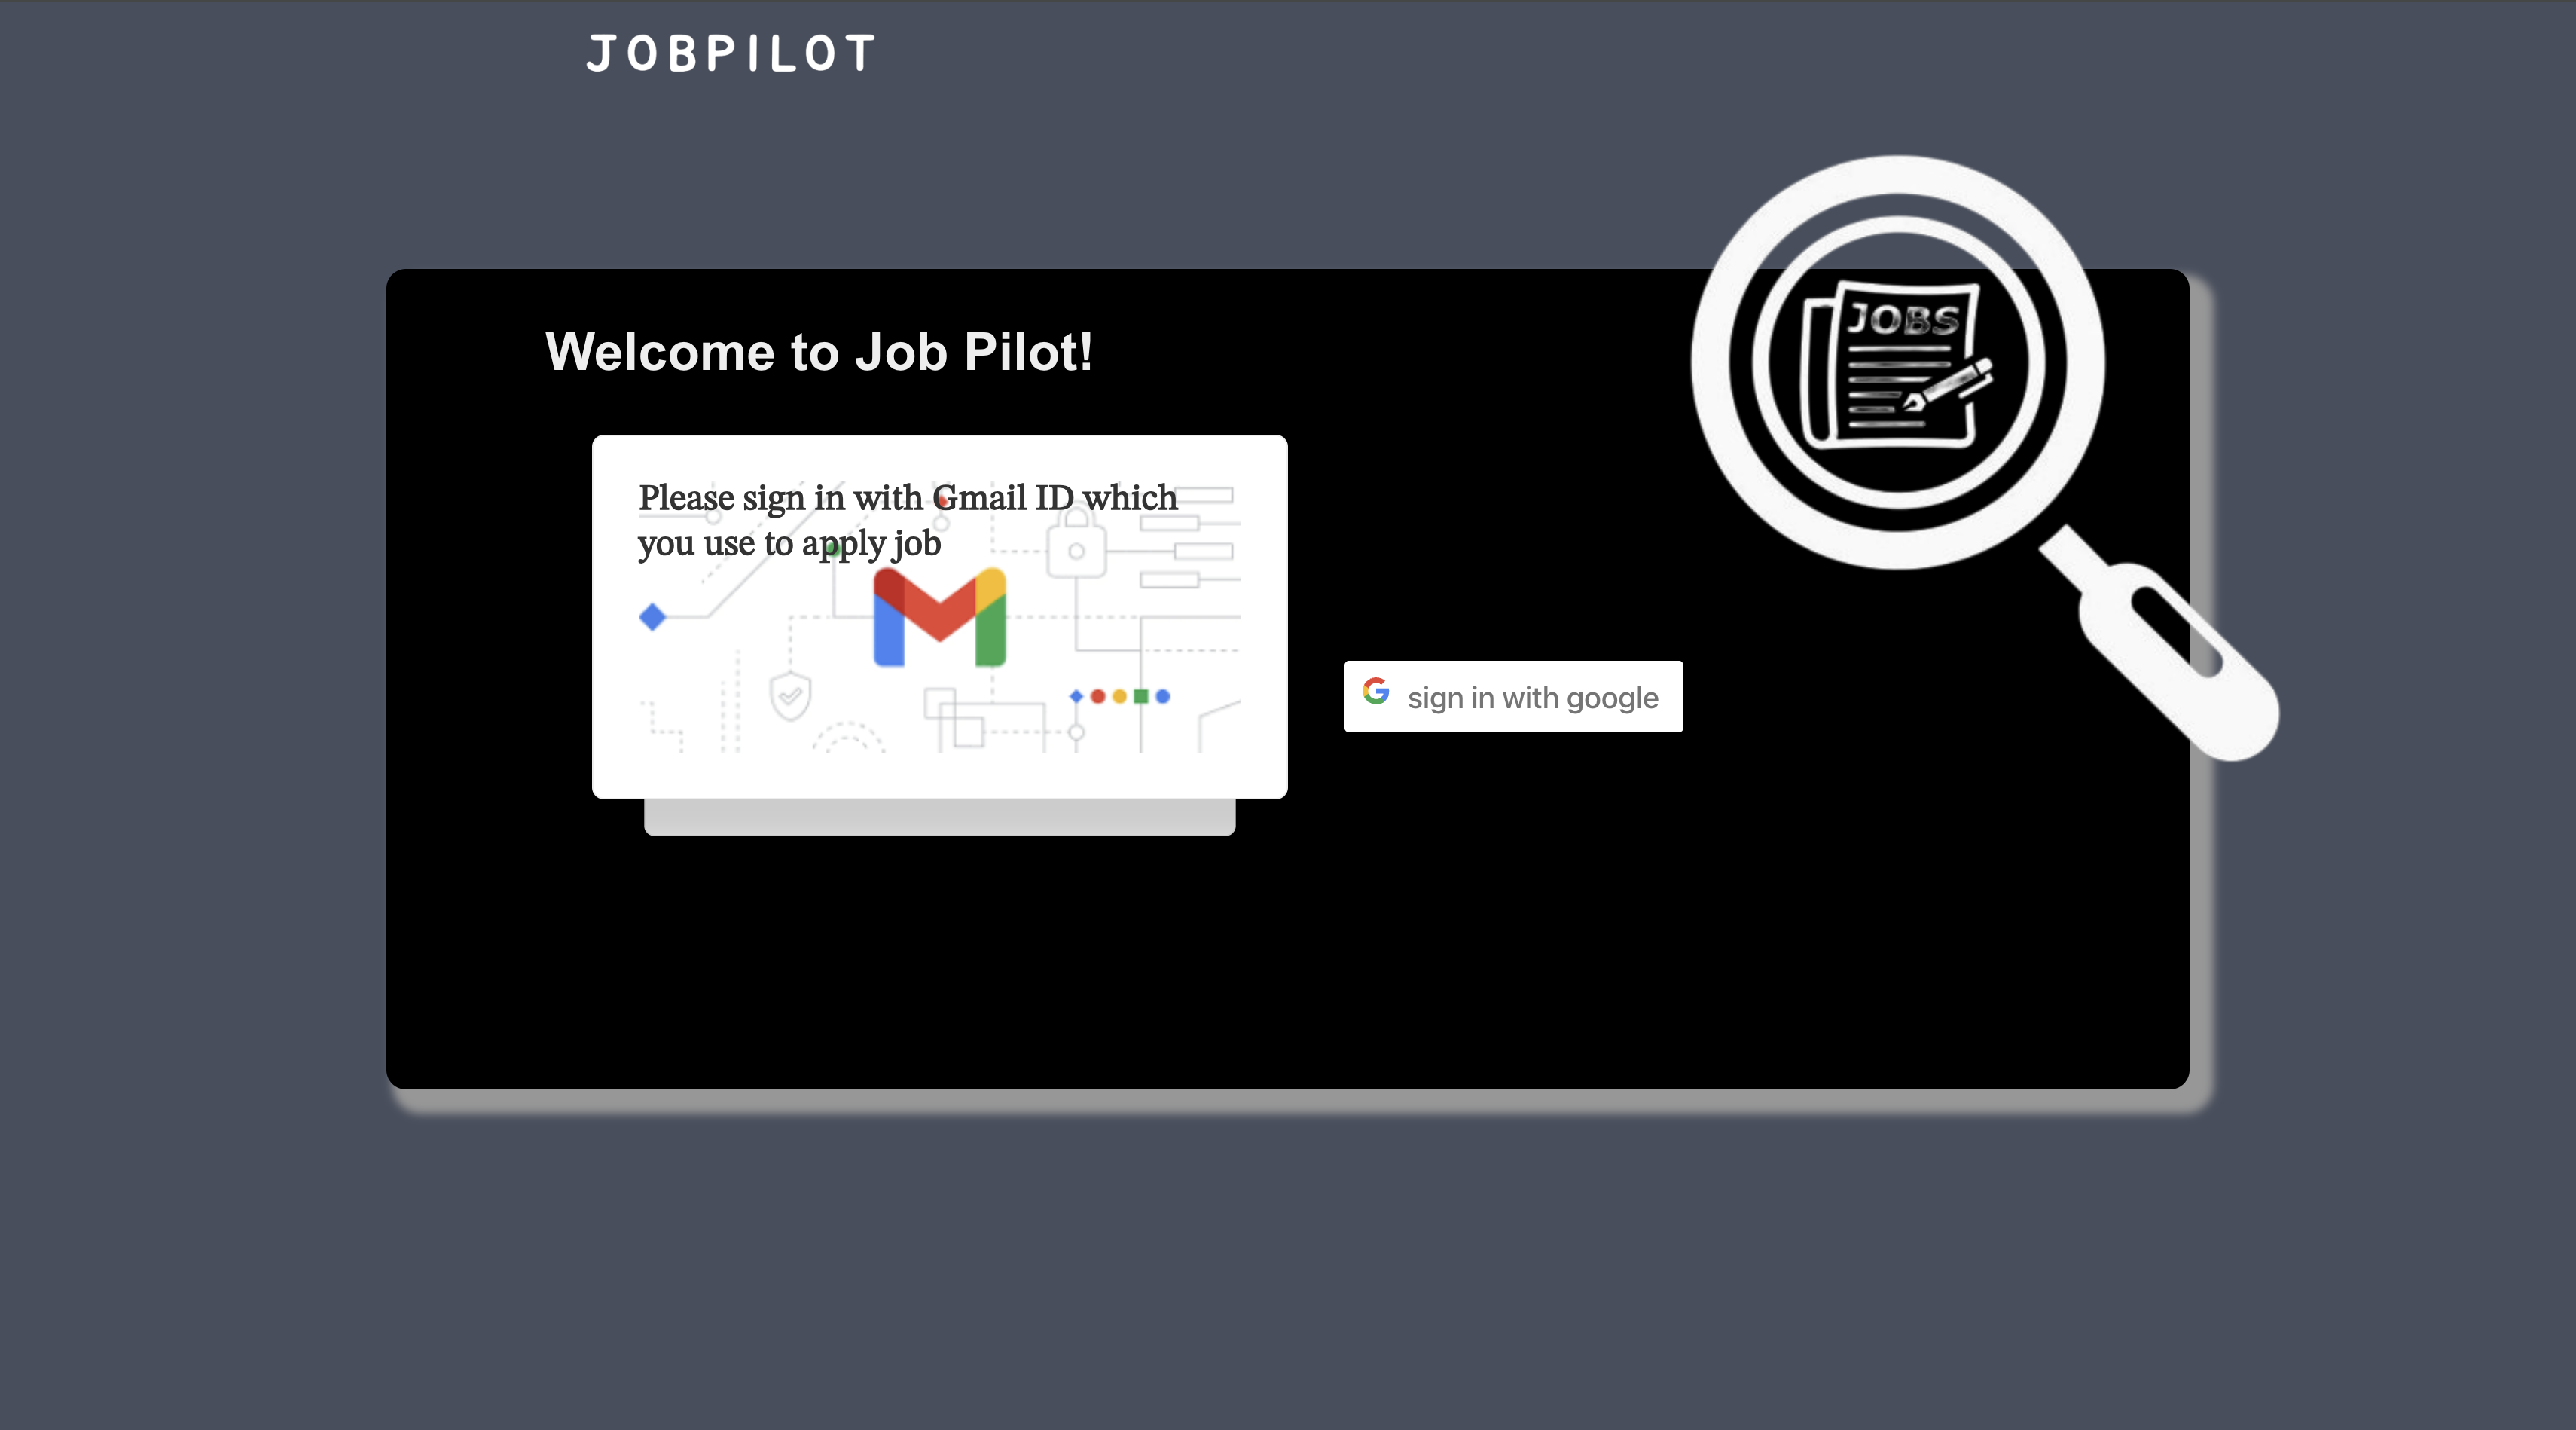 JOBPILOT
JOBS
Welcome to Job Pilot!
Please sign in with Gmail ID which
you use to apply job
sign in with google